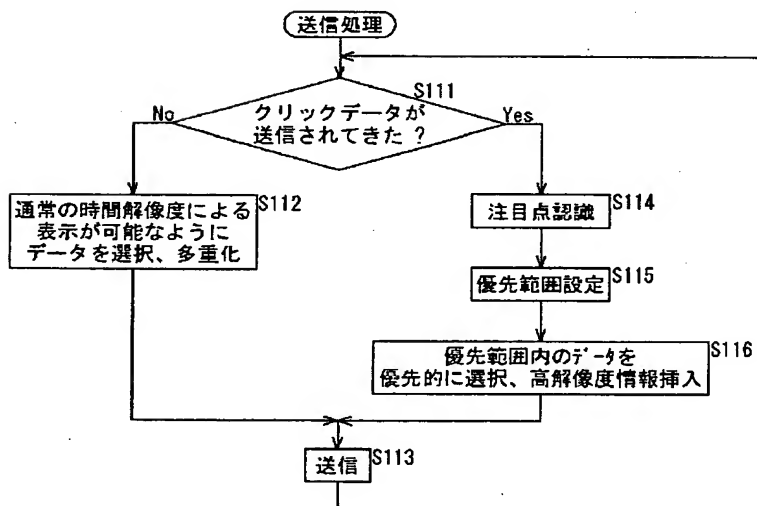 送信処理
S111
クリックデータが
送信されてきた ?
No
Yes
通常の時間解像度による
表示が可能なように
データを選択、多重化
S112
注目点認識
S114
優先範囲設定
S115
優先範囲内のﾃﾞｰﾀを
優先的に選択、高解像度情報挿入
S116
送信
S113